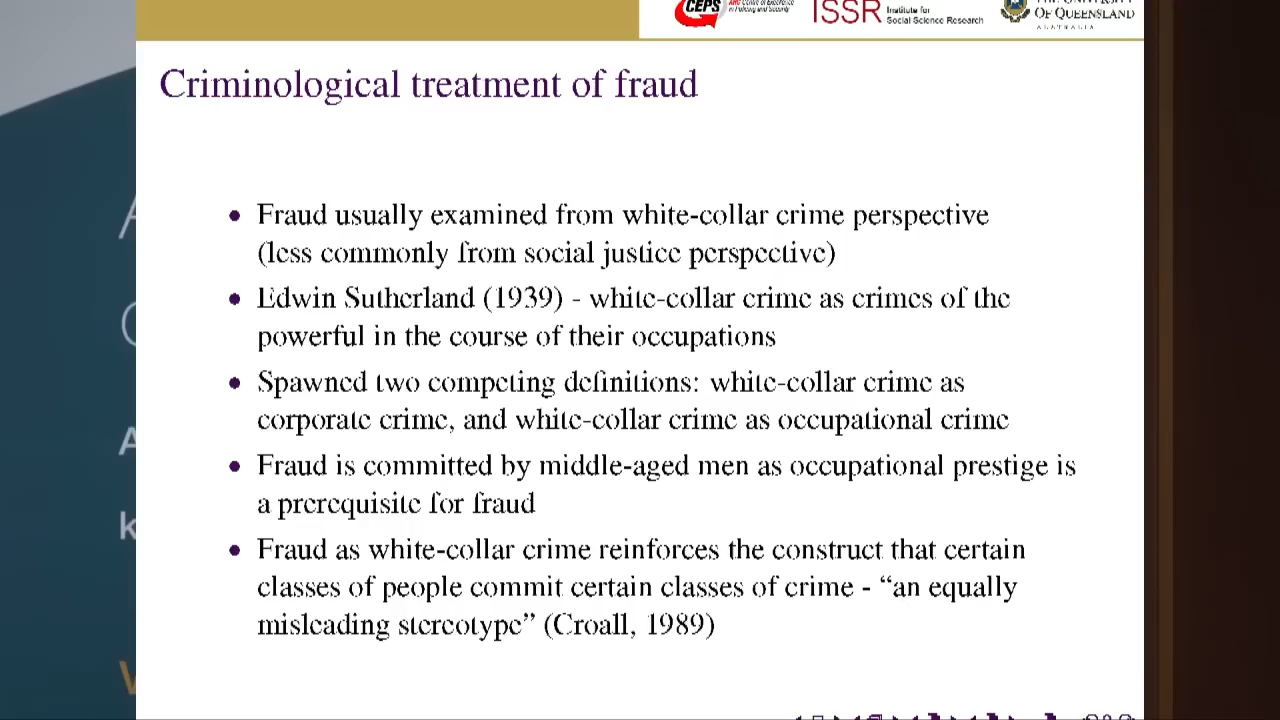 CEPS
ARC Centre of Excellence
in Policing and Security
ISSR
Institute for
Social Science Research
THE UNIVERSITY
OF QUEENSLAND
AUSTRALIA
Criminological treatment of fraud
• Fraud usually examined from white-collar crime perspective
(less commonly from social justice perspective)
• Edwin Sutherland (1939) - white-collar crime as crimes of the
powerful in the course of their occupations
• Spawned two competing definitions: white-collar crime as
corporate crime, and white-collar crime as occupational crime
• Fraud is committed by middle-aged men as occupational prestige is
a prerequisite for fraud
• Fraud as white-collar crime reinforces the construct that certain
classes of people commit certain classes of crime - “an equally
misleading stereotype” (Croall, 1989)